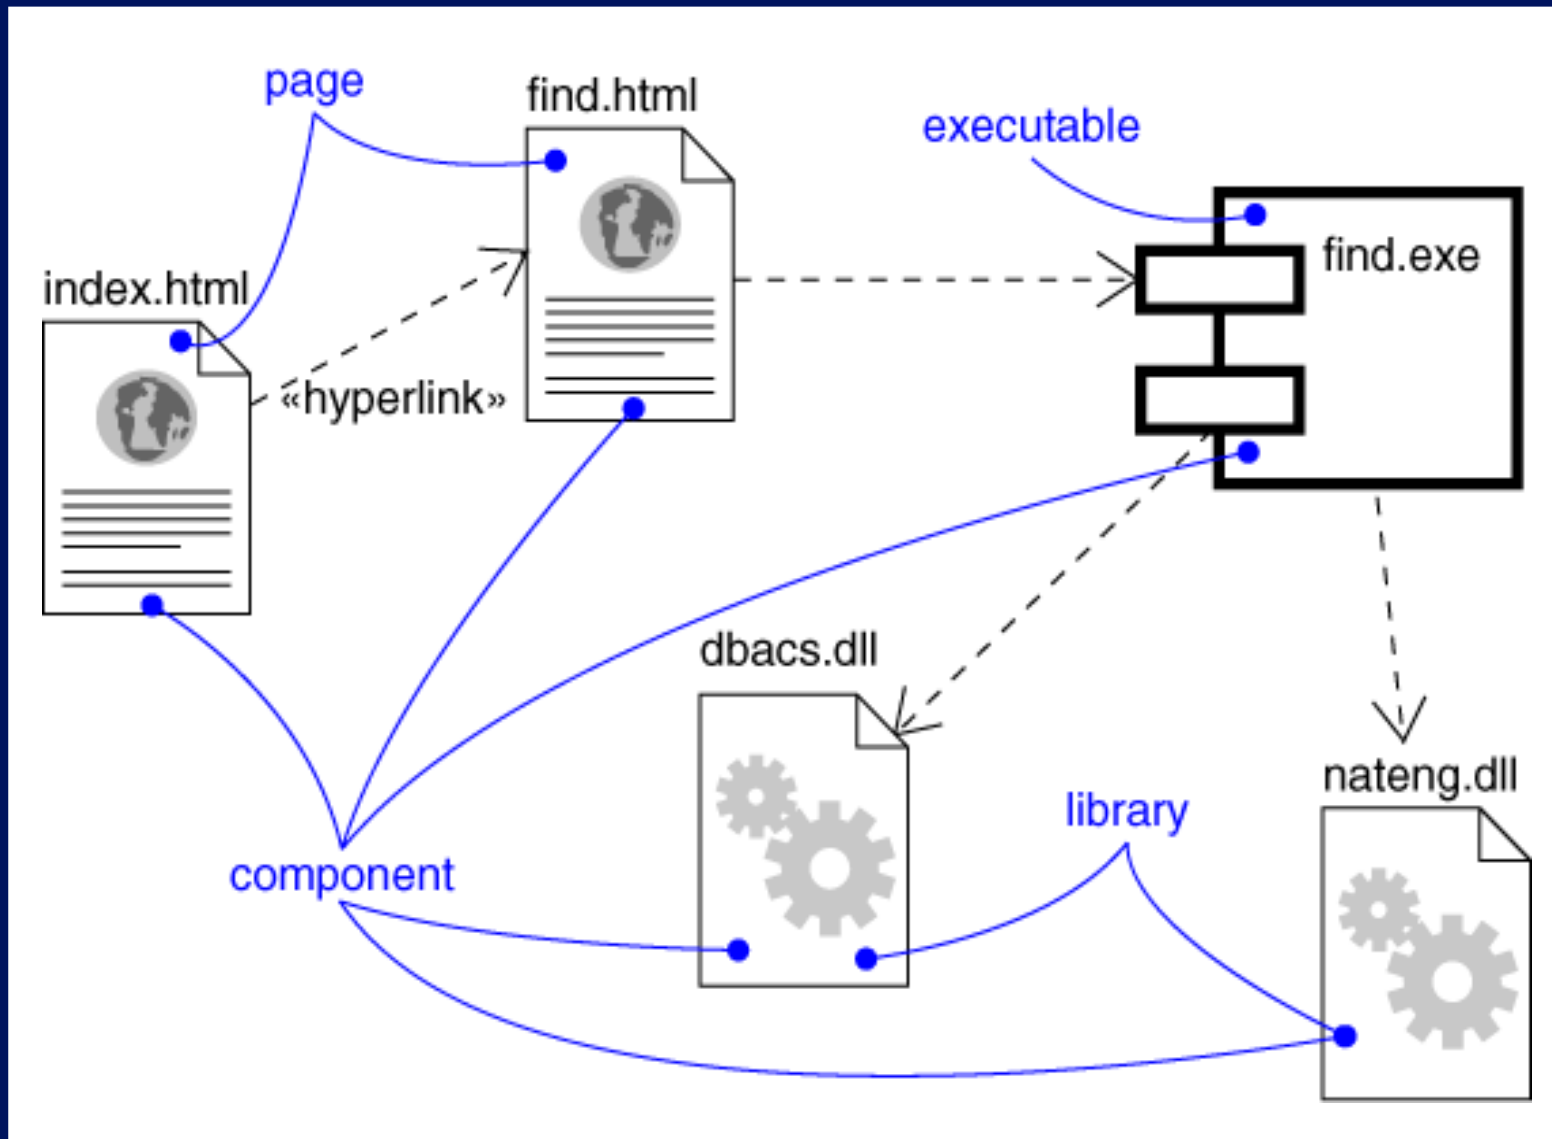 page
find.html
executable
find.exe
index.html
«hyperlink»
dbacs.dll
nateng.dll
library
component